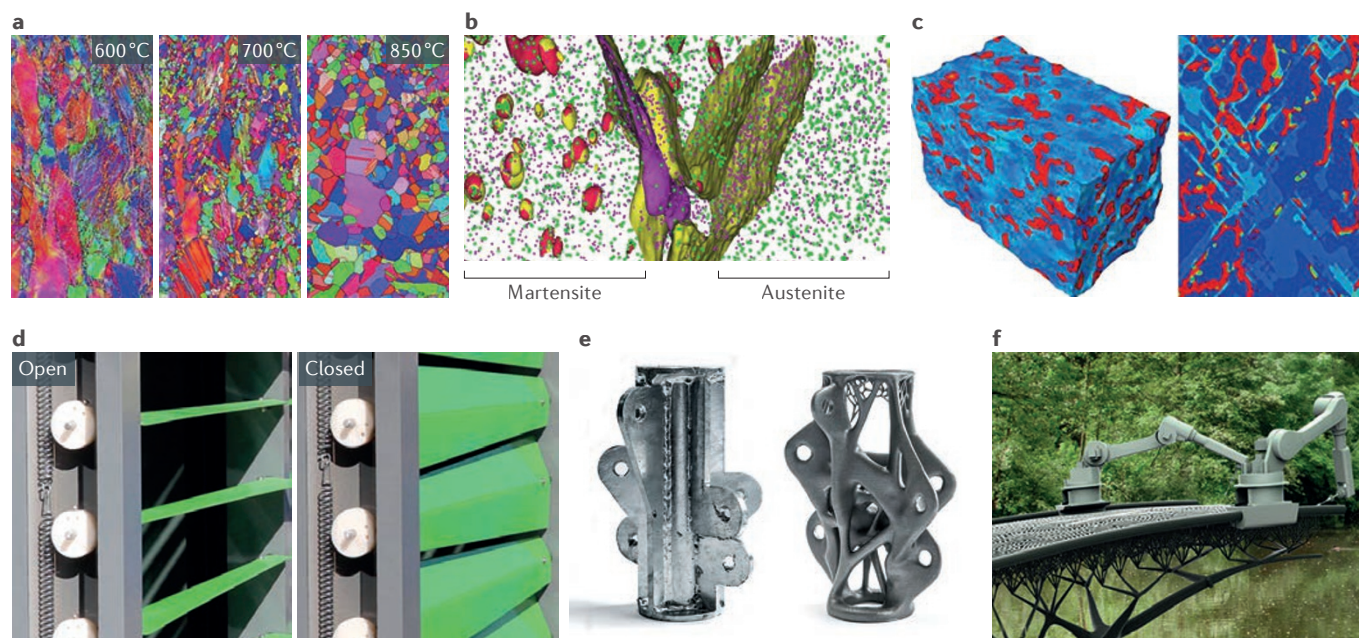 a
600 °C
700 °C
850 °C
b
Martensite
Austenite
c
d
Open
Closed
e
f